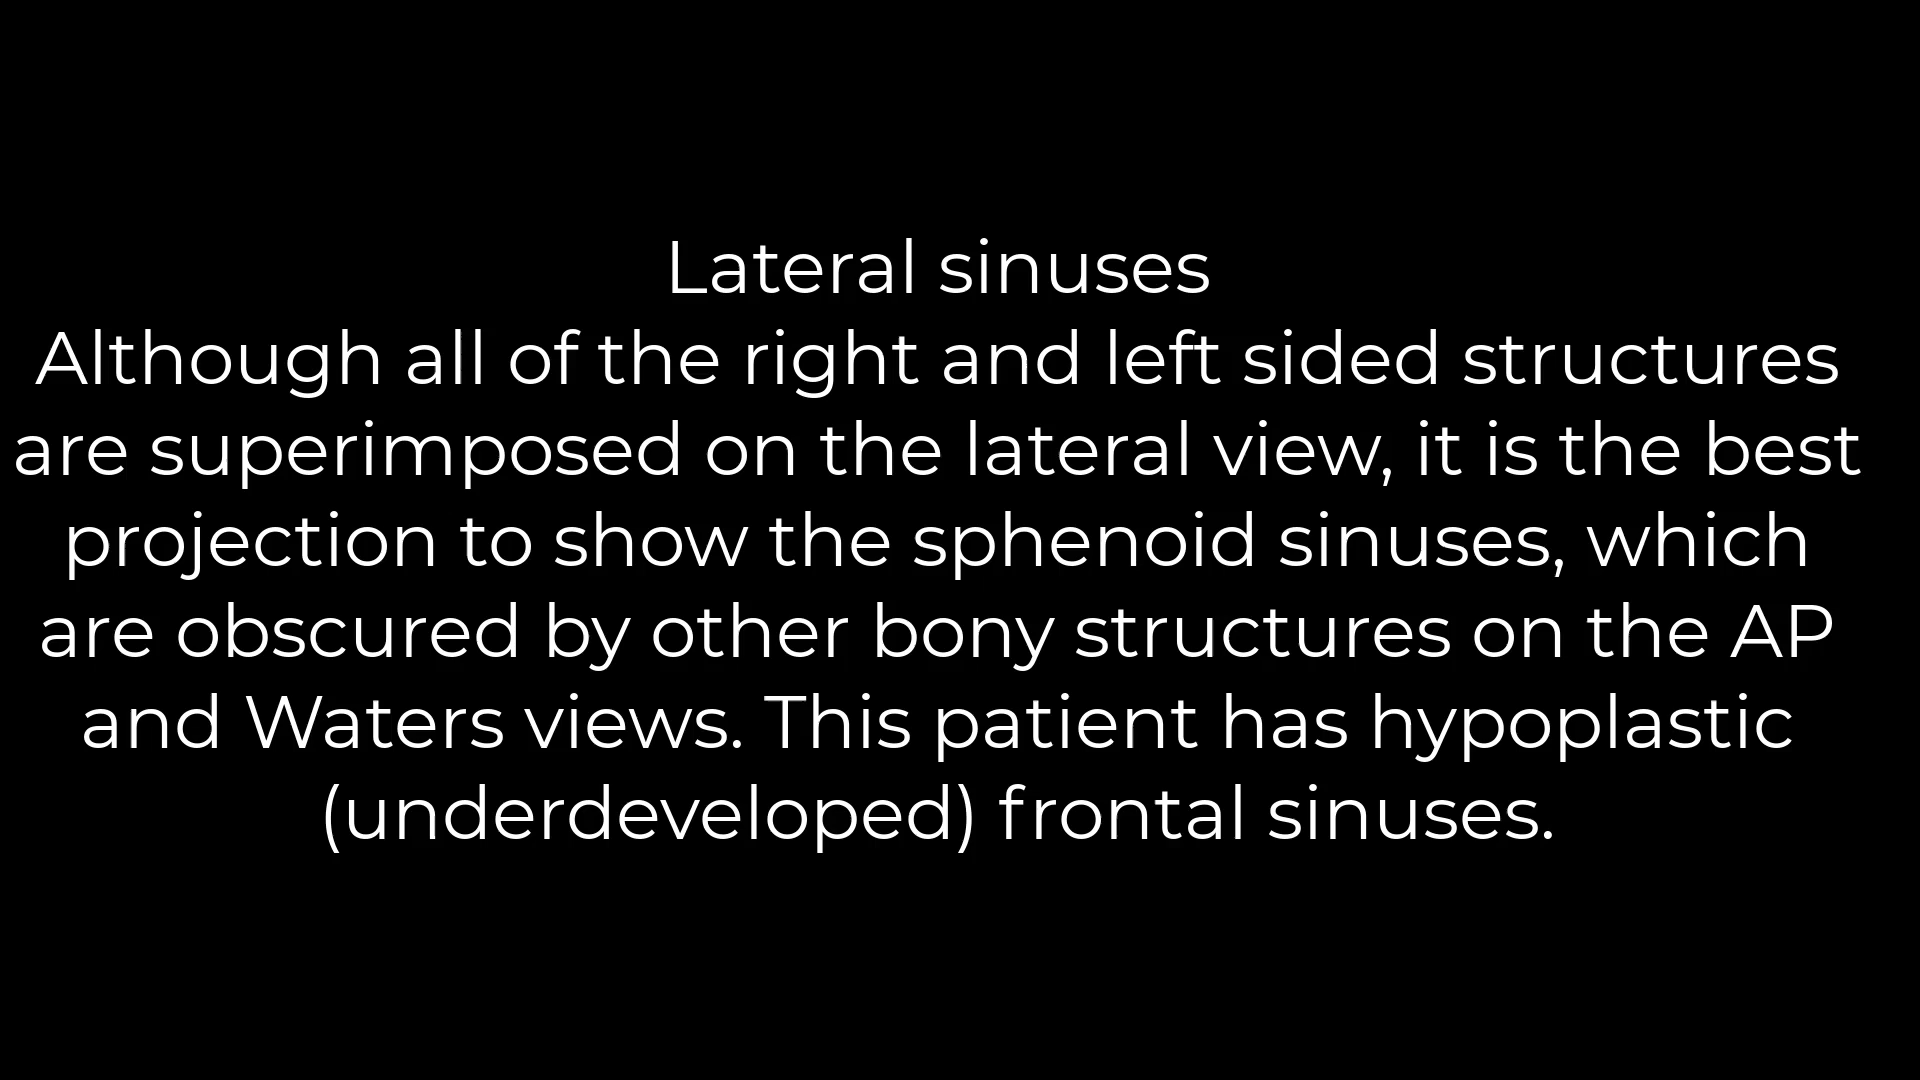 Lateral sinuses
Although all of the right and left sided structures
are superimposed on the lateral view, it is the best
projection to show the sphenoid sinuses, which
are obscured by other bony structures on the AP
and Waters views. This patient has hypoplastic
(underdeveloped) frontal sinuses.